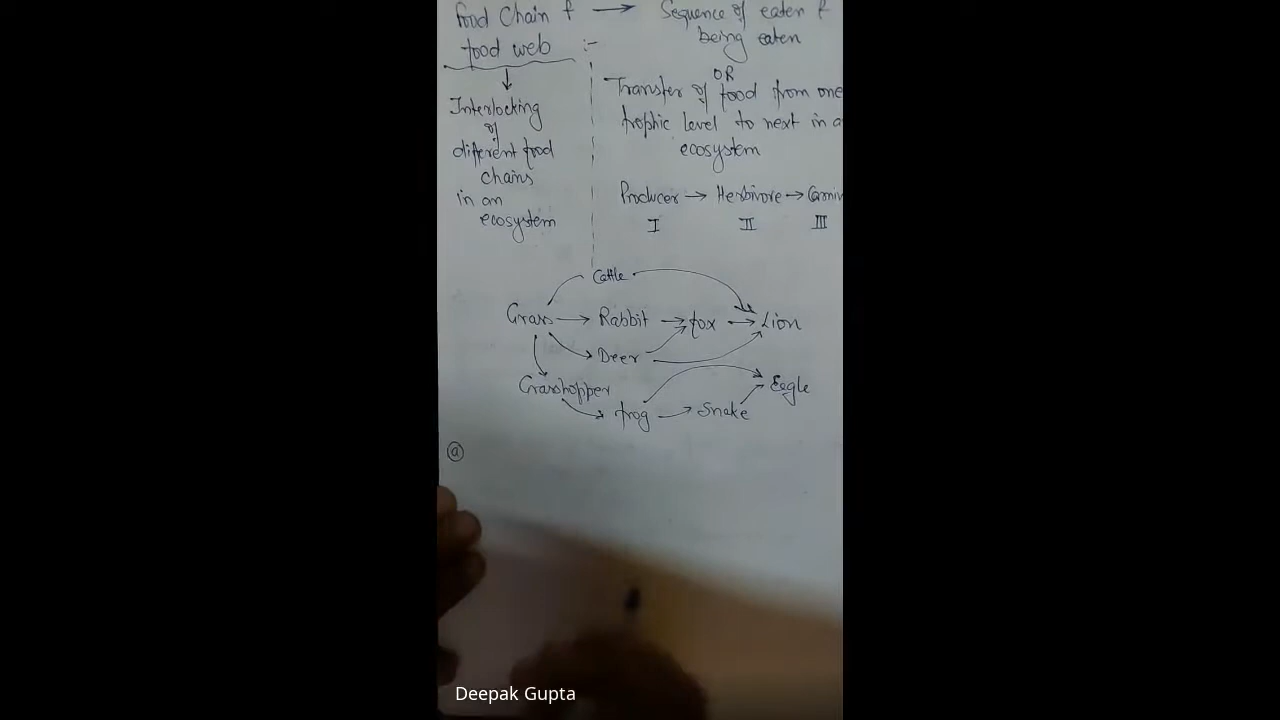 food Chain & → Sequence of eaten &
food web :- being eaten
OR
Interlocking
of
different food
chains
in an
ecosystem
Transfer of food from one
trophic level to next in a
ecosystem
Producer → Herbivore → Carniv
I II III
Cattle
Grass → Rabbit → fox → Lion
Deer
Grasshopper Eagle
frog → Snake
a
Deepak Gupta